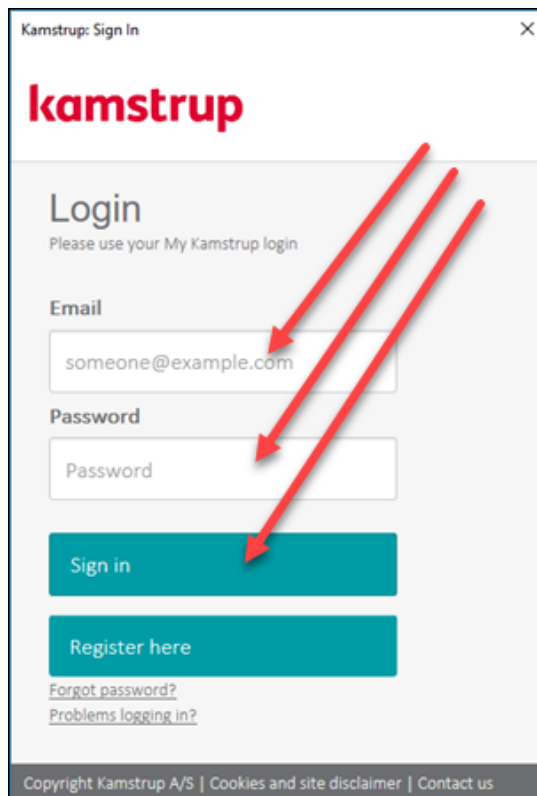 Kamstrup: Sign In
kamstrup
Login
Please use your My Kamstrup login
Email
someone@example.com
Password
Password
Sign in
Register here
Forgot password?
Problems logging in?
Copyright Kamstrup A/S | Cookies and site disclaimer | Contact us